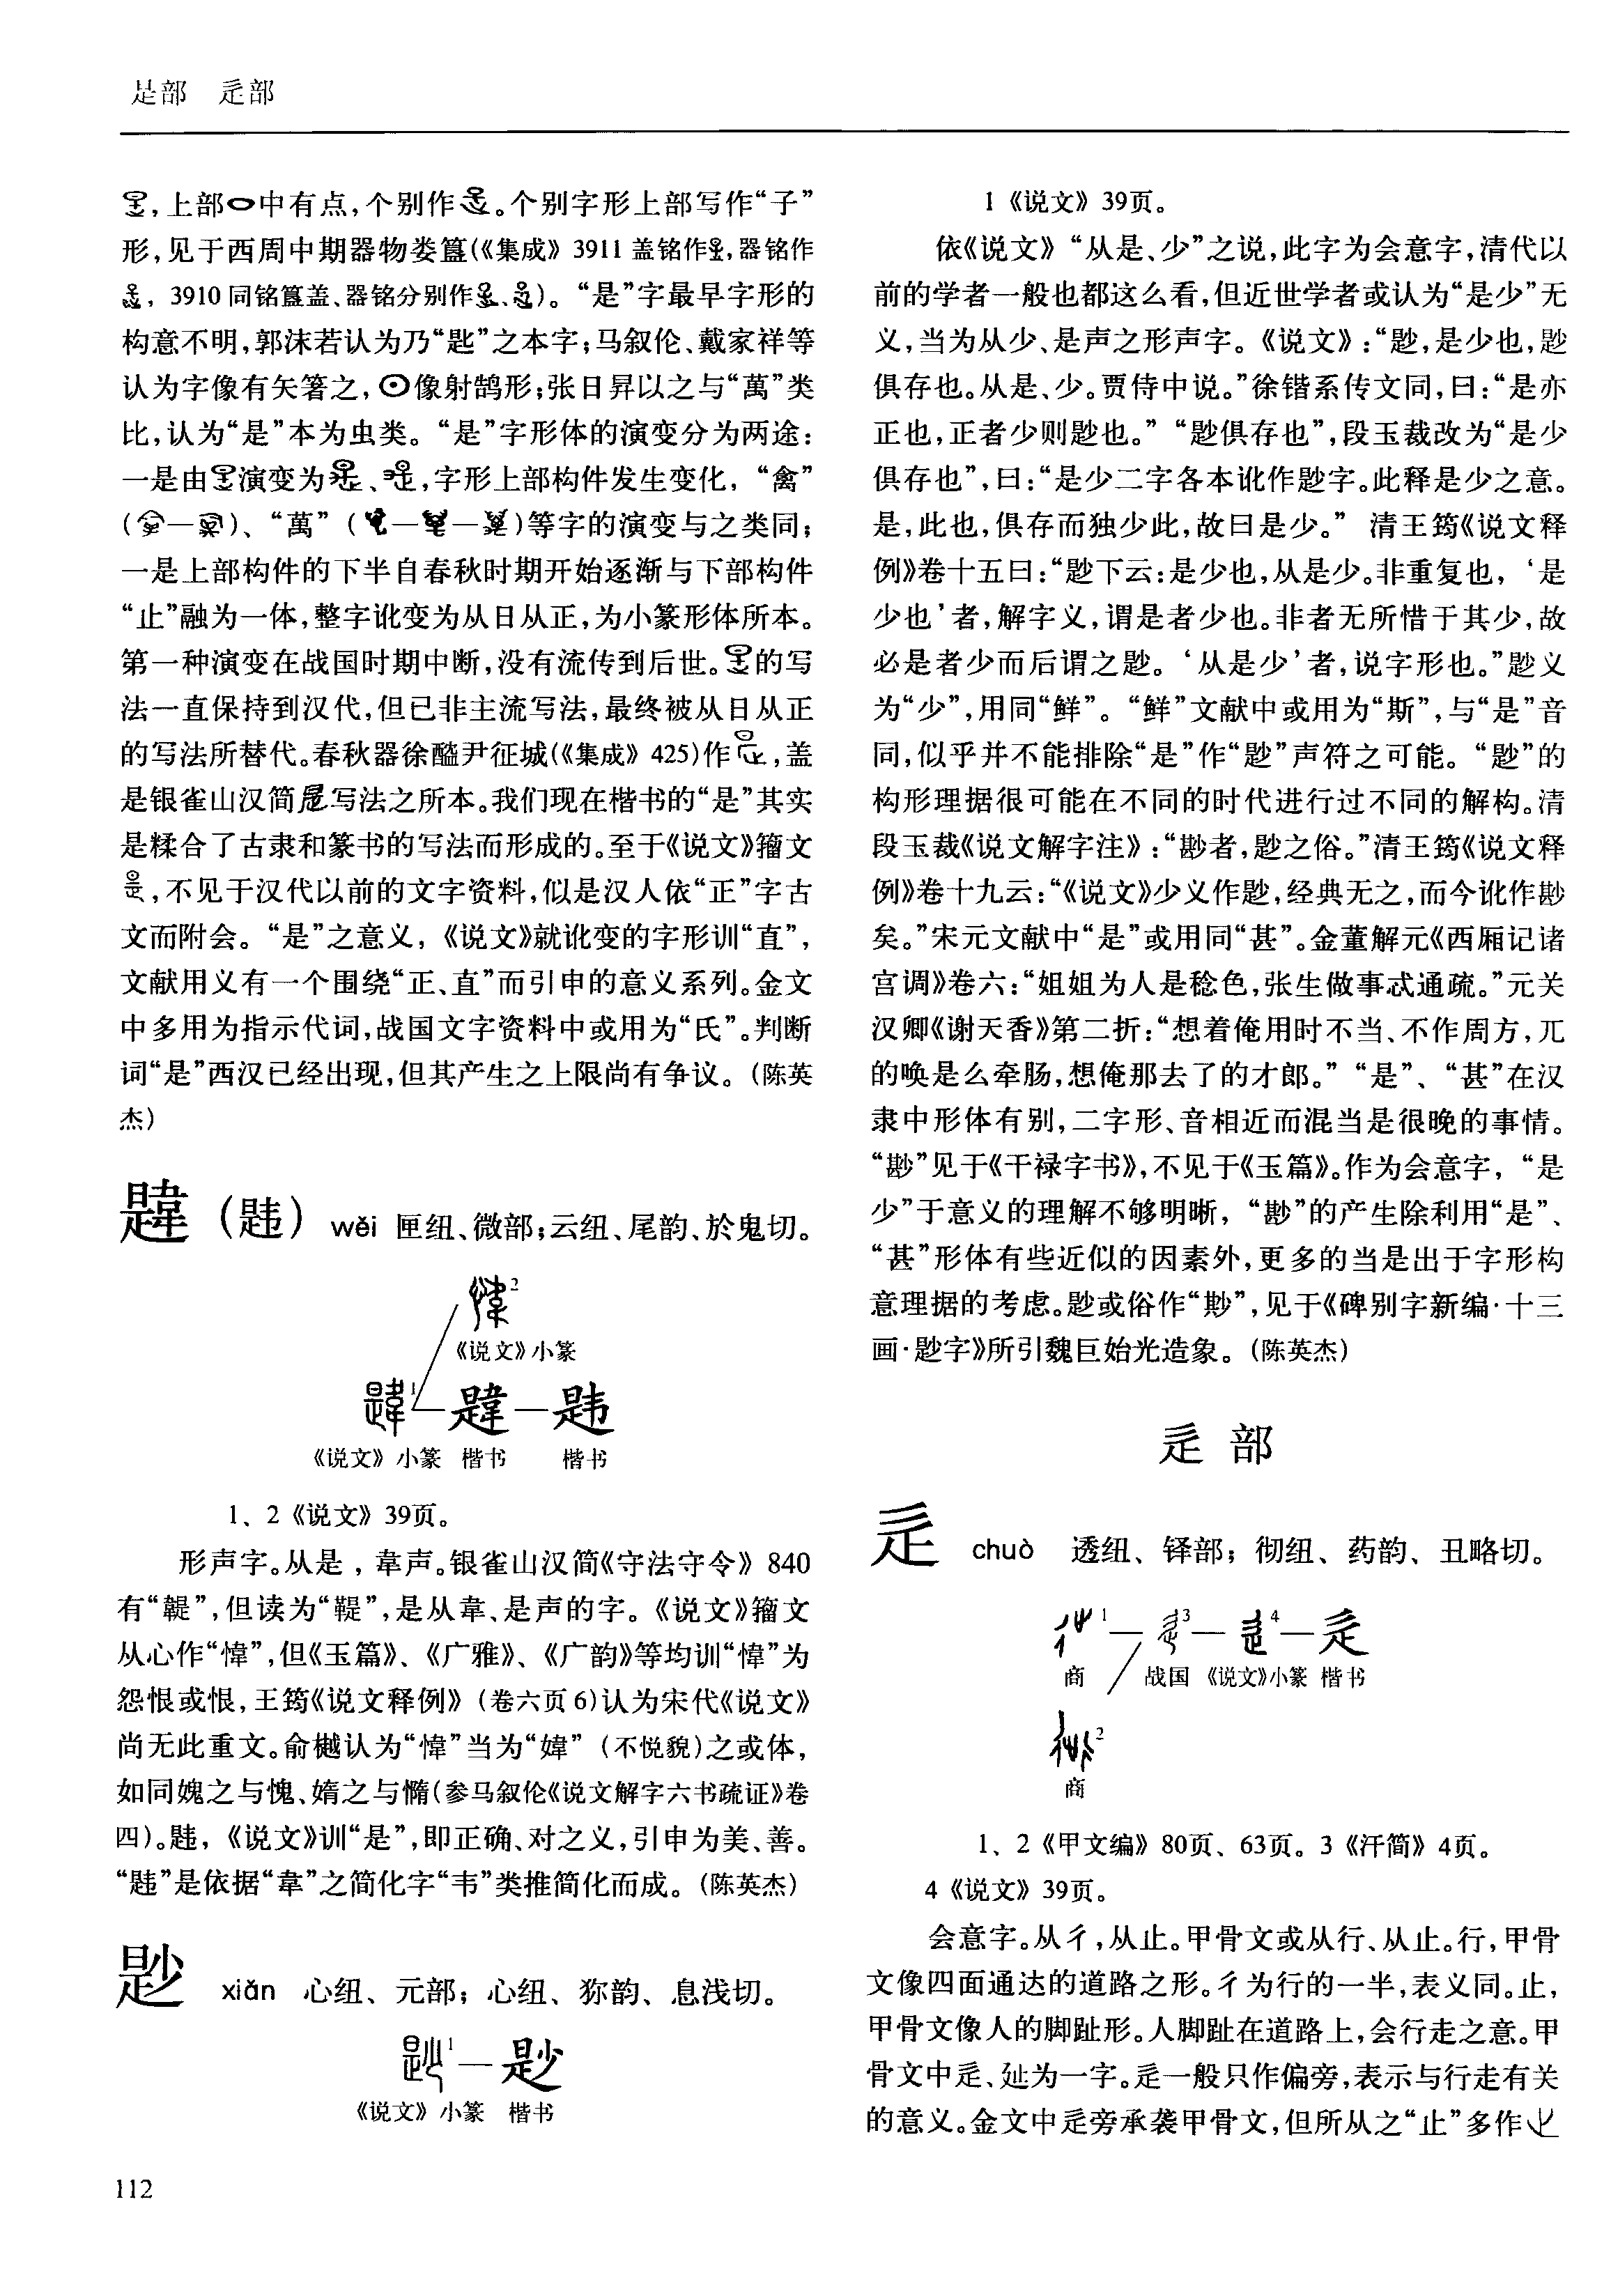 是部　辵部
，上部中有点，个别作。个别字形上部写作“子”
形，见于西周中期器物娄簋(《集成》3911盖铭作，器铭作
，3910同铭簋盖、器铭分别作、)。“是”字最早字形的
构意不明，郭沫若认为乃“匙”之本字；马叙伦、戴家祥等
认为字像有矢箸之，⊙像射鹄形；张日昇以之与“萬”类
比，认为“是”本为虫类。“是”字形体的演变分为两途：
一是由演变为、，字形上部构件发生变化，“禽”
(——)、“萬”(————)等字的演变与之类同；
一是上部构件的下半自春秋时期开始逐渐与下部构件
“止”融为一体，整字讹变为从日从正，为小篆形体所本。
第一种演变在战国时期中断，没有流传到后世。的写
法一直保持到汉代，但已非主流写法，最终被从日从正
的写法所替代。春秋器徐尹征城(《集成》425)作，盖
是银雀山汉简写法之所本。我们现在楷书的“是”其实
是糅合了古隶和篆书的写法而形成的。至于《说文》籀文
，不见于汉代以前的文字资料，似是汉人依“正”字古
文而附会。“是”之意义，《说文》就讹变的字形训“直”，
文献用义有一个围绕“正、直”而引申的意义系列。金文
中多用为指示代词，战国文字资料中或用为“氏”。判断
词“是”西汉已经出现，但其产生之上限尚有争议。(陈英
杰)
韙（韪）wěi 匣纽、微部；云纽、尾韵、於鬼切。
2
《说文》小篆
1—韙—韪
《说文》小篆 楷书 楷书
1、2《说文》39页。
形声字。从是，韋声。银雀山汉简《守法守令》840
有“韙”，但读为“鞮”，是从韋、是声的字。《说文》籀文
从心作“愇”，但《玉篇》、《广雅》、《广韵》等均训“愇”为
怨恨或恨，王筠《说文释例》(卷六页6)认为宋代《说文》
尚无此重文。俞樾认为“愇”当为“媁”(不悦貌)之或体，
如同媿之与愧、媠之与惰(参马叙伦《说文解字六书疏证》卷
四)。韪，《说文》训“是”，即正确、对之义，引申为美、善。
“韪”是依据“韋”之简化字“韦”类推简化而成。(陈英杰)
尟 xiǎn 心纽、元部；心纽、狝韵、息浅切。
1—尟
《说文》小篆 楷书
1《说文》39页。
依《说文》“从是、少”之说，此字为会意字，清代以
前的学者一般也都这么看，但近世学者或认为“是少”无
义，当为从少、是声之形声字。《说文》：“尟，是少也，尟
俱存也。从是、少。贾侍中说。”徐锴系传文同，曰：“是亦
正也，正者少则尟也。”“尟俱存也”，段玉裁改为“是少
俱存也”，曰：“是少二字各本讹作尟字。此释是少之意。
是，此也，俱存而独少此，故曰是少。” 清王筠《说文释
例》卷十五曰：“尟下云：是少也，从是少。非重复也，‘是
少也’者，解字义，谓是者少也。非者无所惜于其少，故
必是者少而后谓之尟。‘从是少’者，说字形也。”尟义
为“少”，用同“鲜”。“鲜”文献中或用为“斯”，与“是”音
同，似乎并不能排除“是”作“尟”声符之可能。“尟”的
构形理据很可能在不同的时代进行过不同的解构。清
段玉裁《说文解字注》：“尠者，尟之俗。”清王筠《说文释
例》卷十九云：“《说文》少义作尟，经典无之，而今讹作尠
矣。”宋元文献中“是”或用同“甚”。金董解元《西厢记诸
宫调》卷六：“姐姐为人是稔色，张生做事忒通疏。”元关
汉卿《谢天香》第二折：“想着俺用时不当、不作周方，兀
的唤是么牵肠，想俺那去了的才郎。”“是”、“甚”在汉
隶中形体有别，二字形、音相近而混当是很晚的事情。
“尠”见于《干禄字书》，不见于《玉篇》。作为会意字，“是
少”于意义的理解不够明晰，“尠”的产生除利用“是”、
“甚”形体有些近似的因素外，更多的当是出于字形构
意理据的考虑。尟或俗作“”，见于《碑别字新编·十三
画·尟字》所引魏巨始光造象。(陈英杰)
辵部
辵 chuò 透纽、铎部；彻纽、药韵、丑略切。
1—3—4—辵
商 战国 《说文》小篆 楷书
2
商
1、2《甲文编》80页、63页。3《汗简》4页。
4《说文》39页。
会意字。从彳，从止。甲骨文或从行、从止。行，甲骨
文像四面通达的道路之形。彳为行的一半，表义同。止，
甲骨文像人的脚趾形。人脚趾在道路上，会行走之意。甲
骨文中辵、延为一字。辵一般只作偏旁，表示与行走有关
的意义。金文中辵旁承袭甲骨文，但所从之“止”多作
112